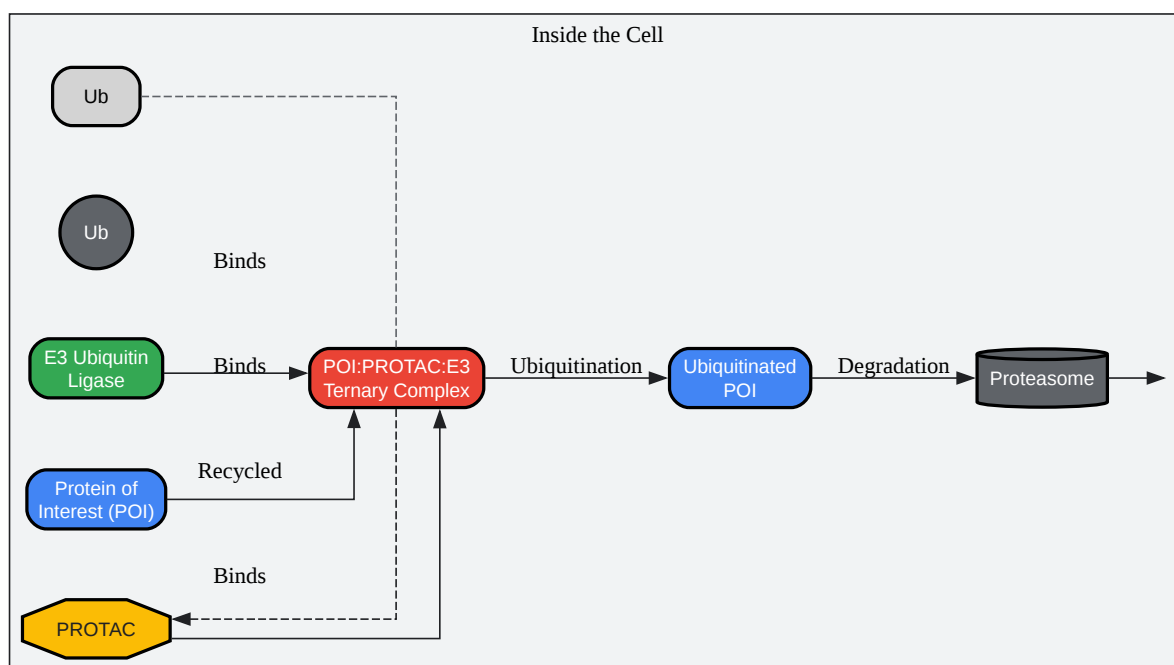 Inside the Cell
Ub
Ub
Binds
E3 Ubiquitin
Ligase
Binds
POI:PROTAC:E3
Ternary Complex
Ubiquitination
Ubiquitinated
POI
Degradation
Proteasome
Recycled
Protein of
Interest (POI)
Binds
PROTAC